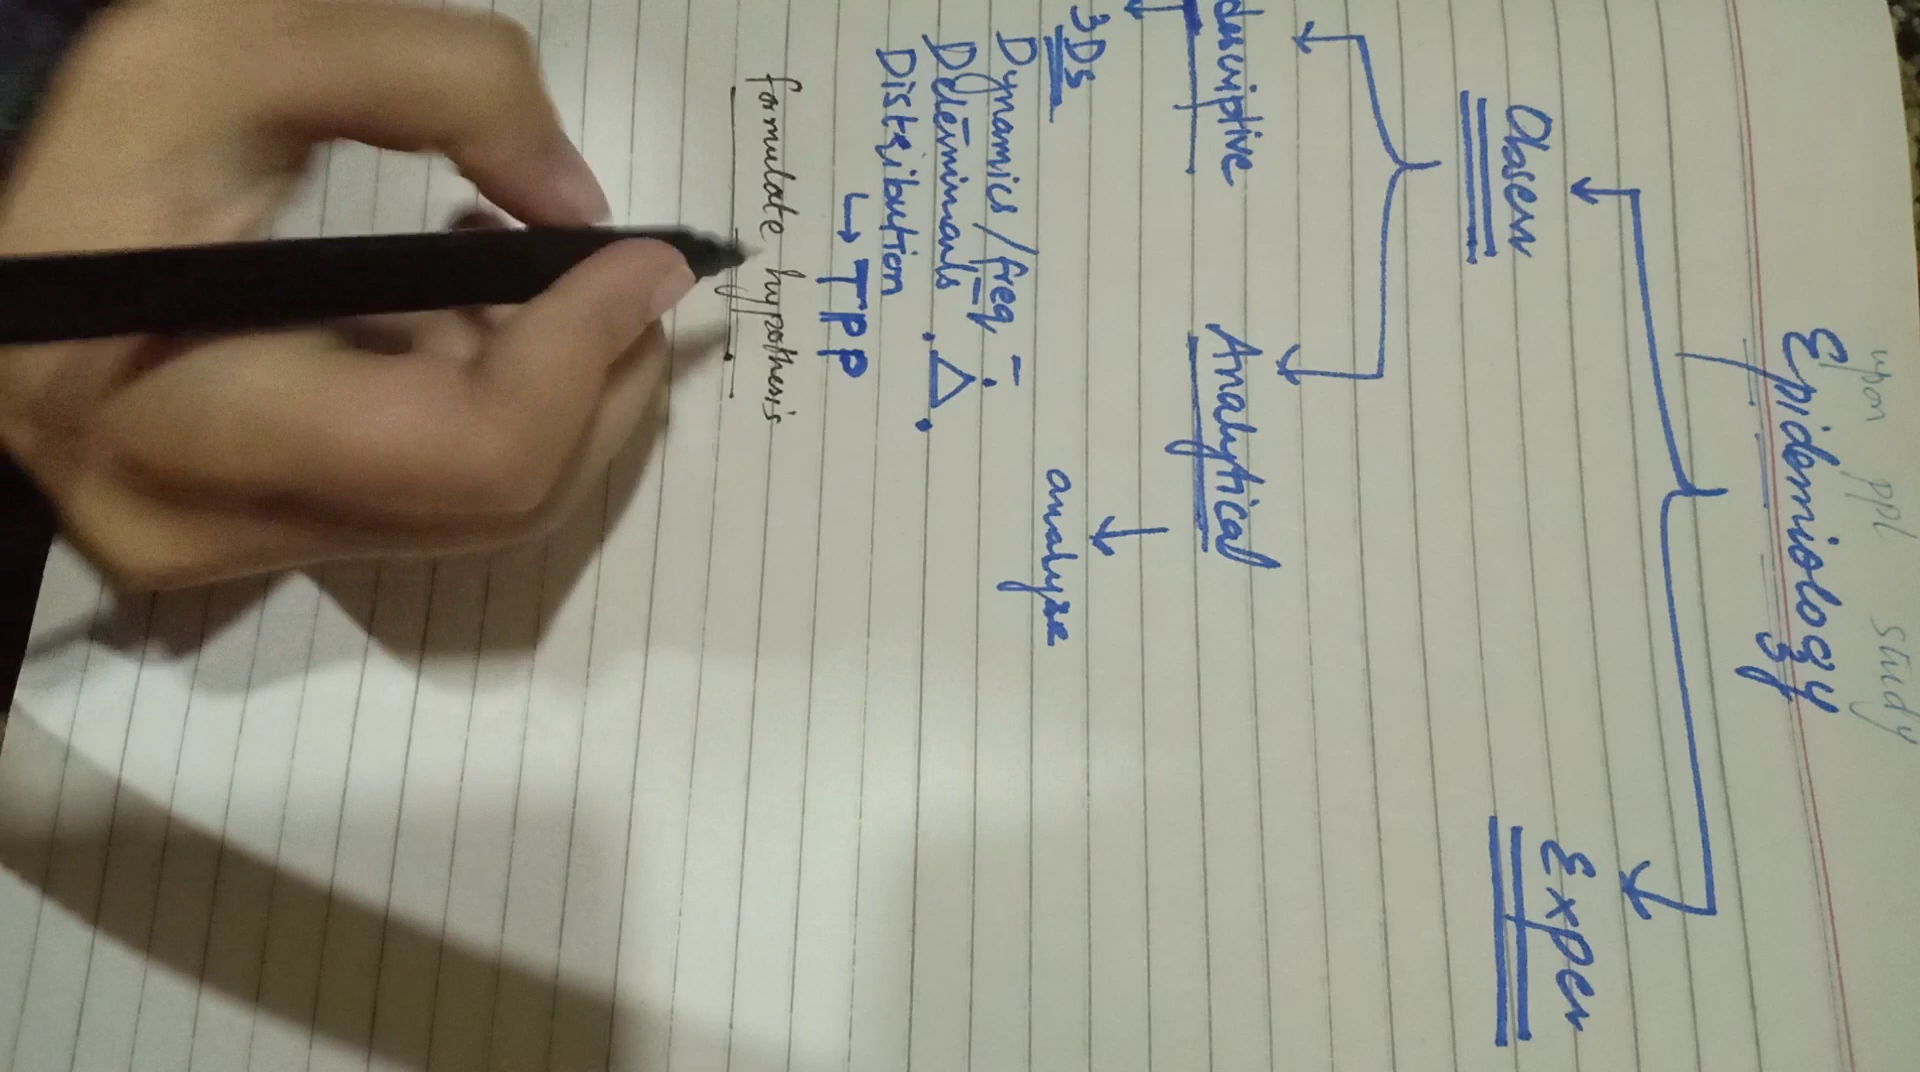 upon ppl study
Epidemiology
Observ Exper
descriptive Analytical
3Ds analyze
Dynamics/freq
Determinants
Distribution
↳ TPP
formulate hypothesis